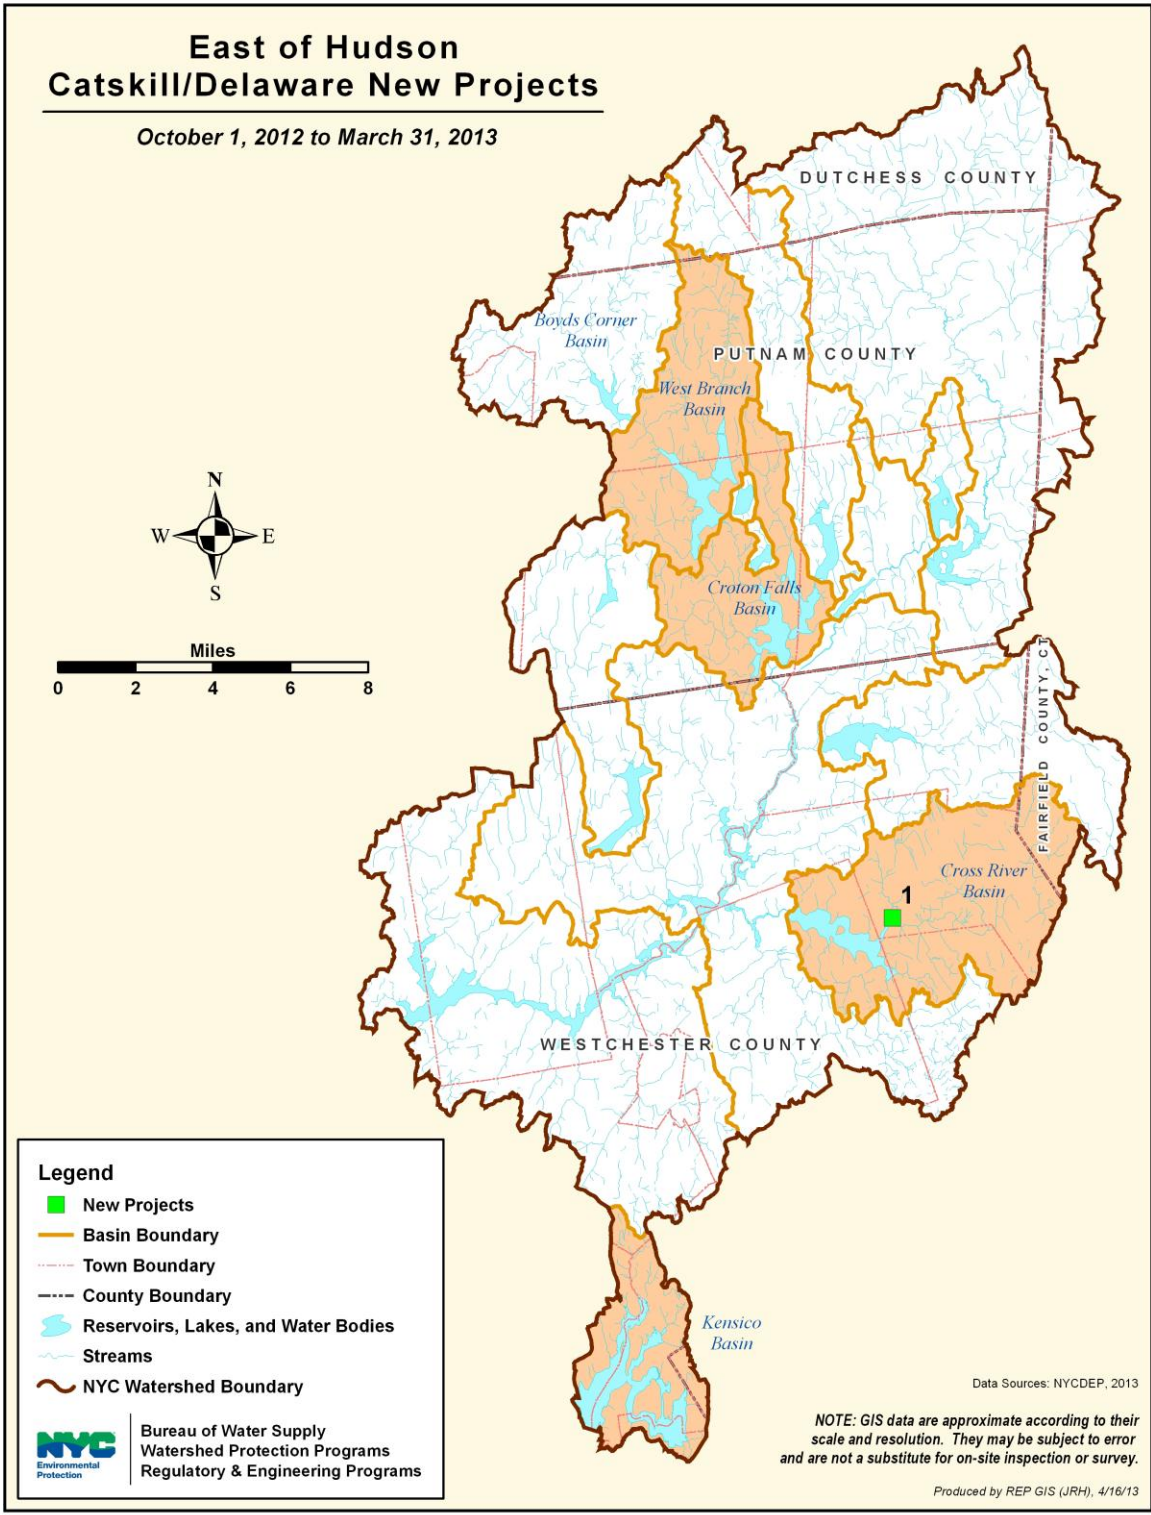 East of Hudson
Catskill/Delaware New Projects
October 1, 2012 to March 31, 2013
DUTCHESS COUNTY
Boyds Corner
Basin
PUTNAM COUNTY
West Branch
Basin
N
W E
S
Croton Falls
Basin
Miles
0 2 4 6 8
FAIRFIELD COUNTY, CT
Cross River
Basin
1
WESTCHESTER COUNTY
Kensico
Basin
Legend
New Projects
Basin Boundary
Town Boundary
County Boundary
Reservoirs, Lakes, and Water Bodies
Streams
NYC Watershed Boundary
NYC
Environmental
Protection
Bureau of Water Supply
Watershed Protection Programs
Regulatory & Engineering Programs
Data Sources: NYCDEP, 2013
NOTE: GIS data are approximate according to their
scale and resolution. They may be subject to error
and are not a substitute for on-site inspection or survey.
Produced by REP GIS (JRH), 4/16/13